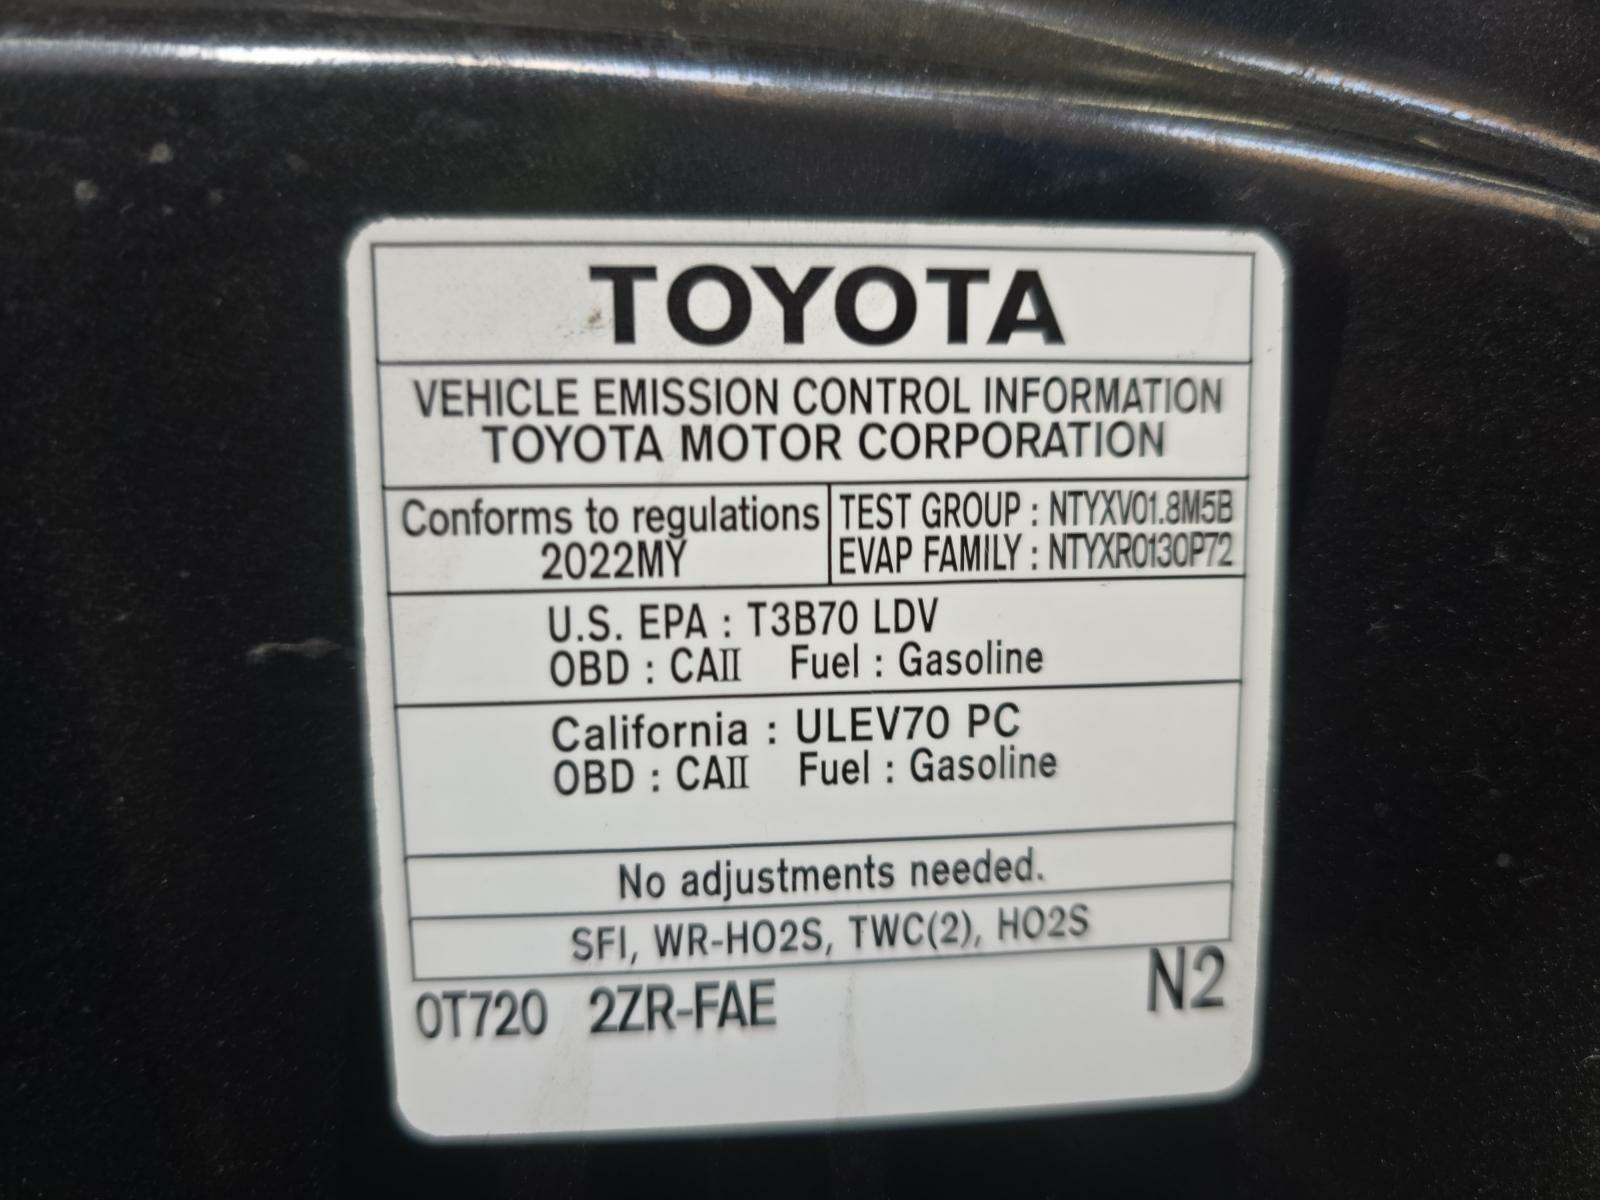 TOYOTA
VEHICLE EMISSION CONTROL INFORMATION
TOYOTA MOTOR CORPORATION
Conforms to regulations
2022MY
TEST GROUP : NTYXV01.8M5B
EVAP FAMILY : NTYXR0130P72
U.S. EPA : T3B70 LDV
OBD : CAII Fuel : Gasoline
California : ULEV70 PC
OBD : CAII Fuel : Gasoline
No adjustments needed.
SFI, WR-HO2S, TWC(2), HO2S
0T720 2ZR-FAE N2